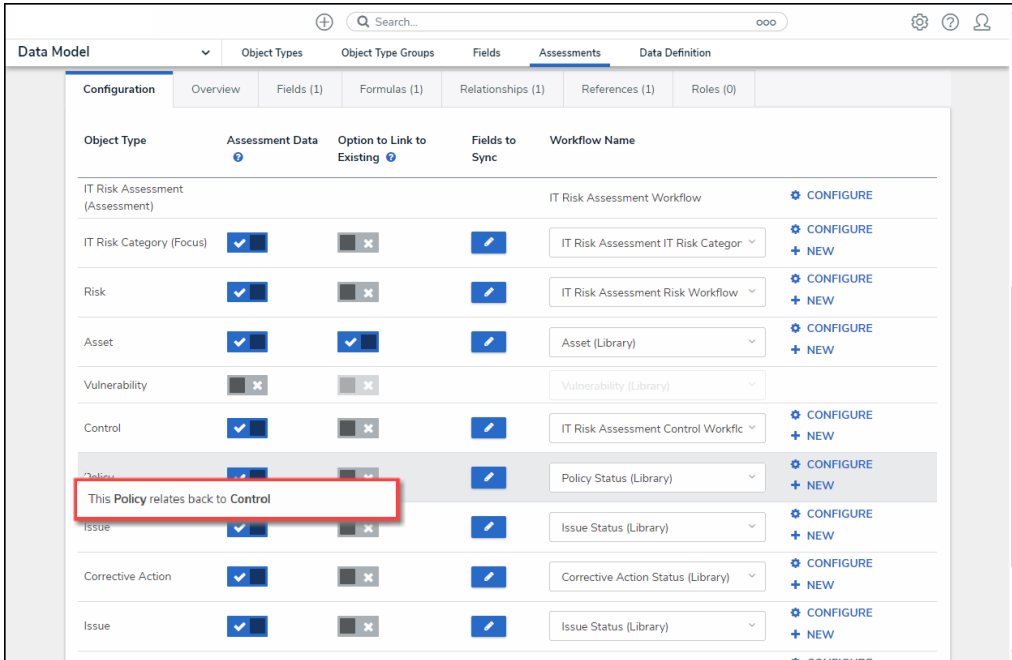 Search...
Data Model
Object Types
Object Type Groups
Fields
Assessments
Data Definition
Configuration
Overview
Fields (1)
Formulas (1)
Relationships (1)
References (1)
Roles (0)
Object Type
Assessment Data
Option to Link to
Existing
Fields to
Sync
Workflow Name
IT Risk Assessment
(Assessment)
IT Risk Assessment Workflow
CONFIGURE
IT Risk Category (Focus)
IT Risk Assessment IT Risk Categor
CONFIGURE
+ NEW
Risk
IT Risk Assessment Risk Workflow
CONFIGURE
+ NEW
Asset
Asset (Library)
CONFIGURE
+ NEW
Vulnerability
Vulnerability (Library)
Control
IT Risk Assessment Control Workflc
CONFIGURE
+ NEW
Policy
Policy Status (Library)
CONFIGURE
+ NEW
This Policy relates back to Control
Issue
Issue Status (Library)
CONFIGURE
+ NEW
Corrective Action
Corrective Action Status (Library)
CONFIGURE
+ NEW
Issue
Issue Status (Library)
CONFIGURE
+ NEW